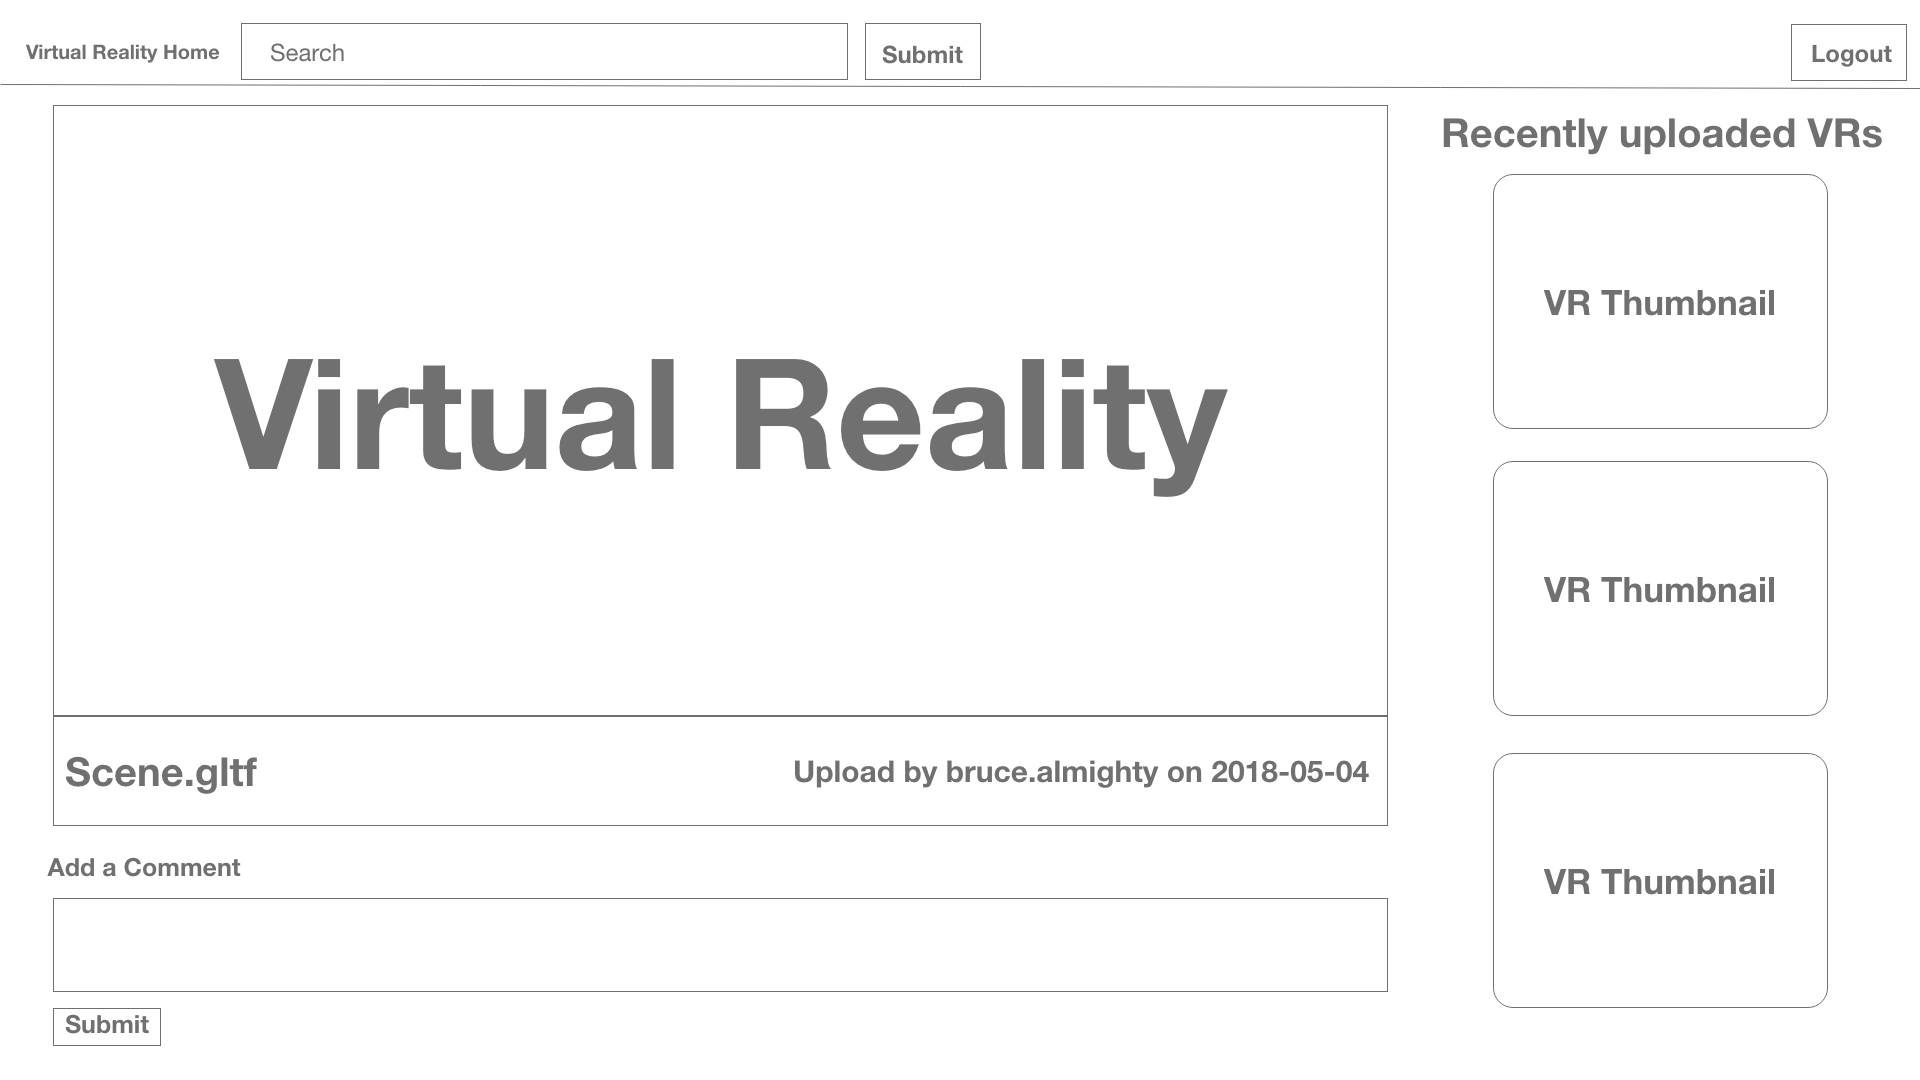 Virtual Reality Home
Search
Submit
Logout
Virtual Reality
Scene.gltf
Upload by bruce.almighty on 2018-05-04
Add a Comment
Submit
Recently uploaded VRs
VR Thumbnail
VR Thumbnail
VR Thumbnail